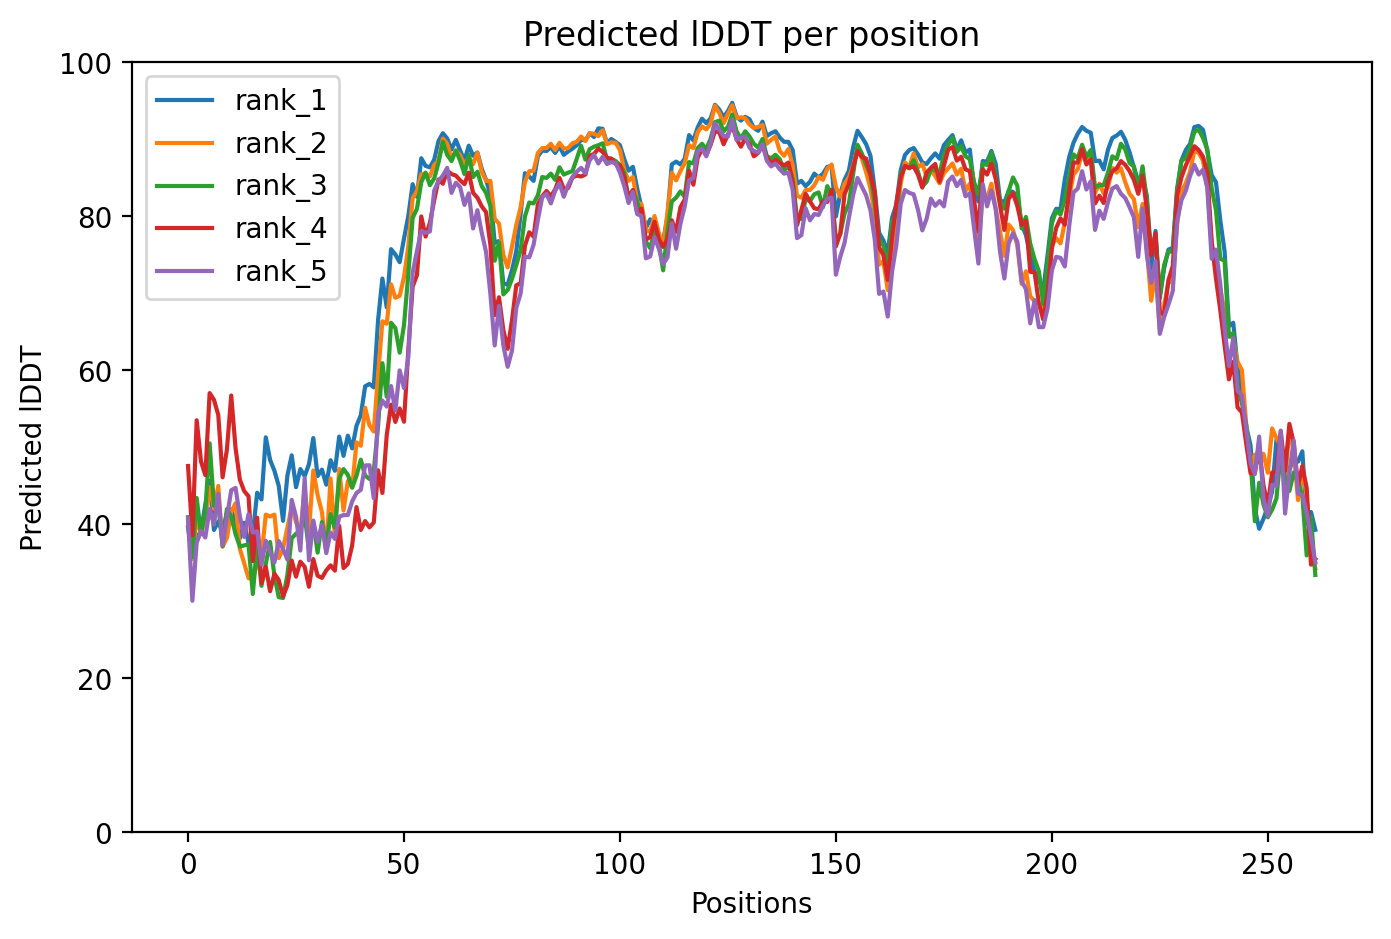 Predicted lDDT per position
100
80
60
40
20
0
Predicted lDDT
rank_1
rank_2
rank_3
rank_4
rank_5
0 50 100 150 200 250
Positions